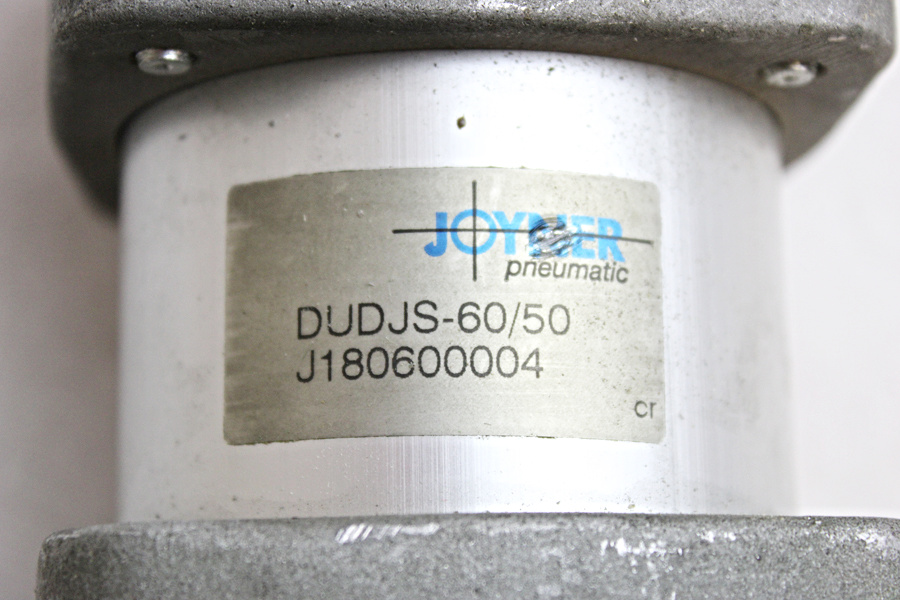 JOYNER
pneumatic
DUDJS-60/50
J180600004
cr